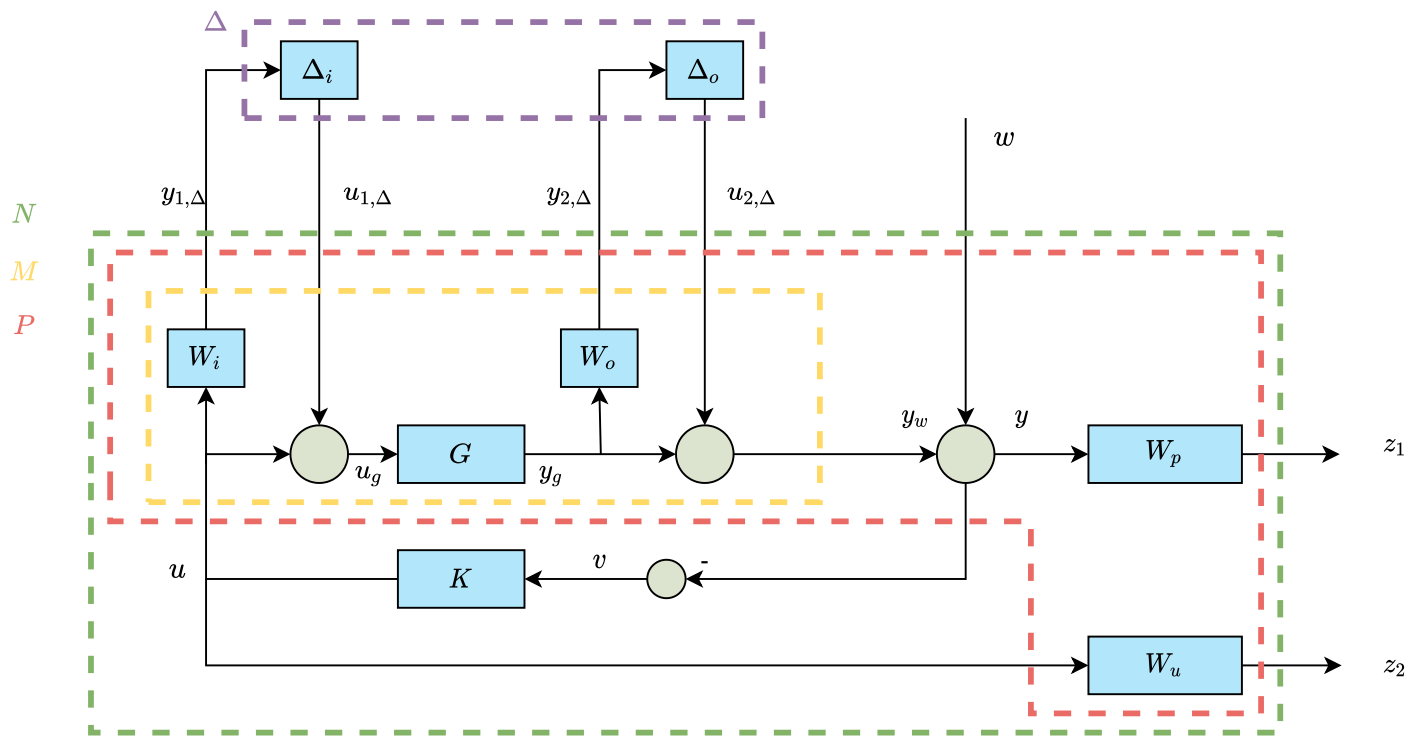 Δ
Δ_i
Δ_o
w
y_{1,Δ}
u_{1,Δ}
y_{2,Δ}
u_{2,Δ}
N
M
P
W_i
W_o
y_w
y
G
W_p
z_1
u_g
y_g
u
K
v
-
W_u
z_2